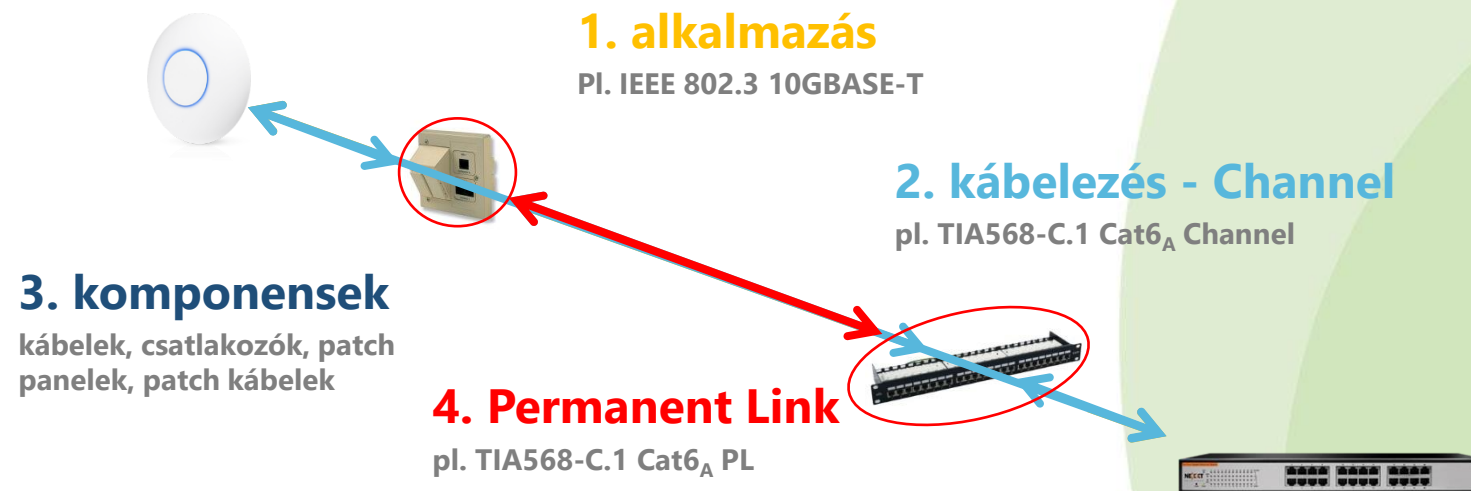 1. alkalmazás
Pl. IEEE 802.3 10GBASE-T
2. kábelezés - Channel
pl. TIA568-C.1 Cat6A Channel
3. komponensek
kábelek, csatlakozók, patch
panelek, patch kábelek
4. Permanent Link
pl. TIA568-C.1 Cat6A PL